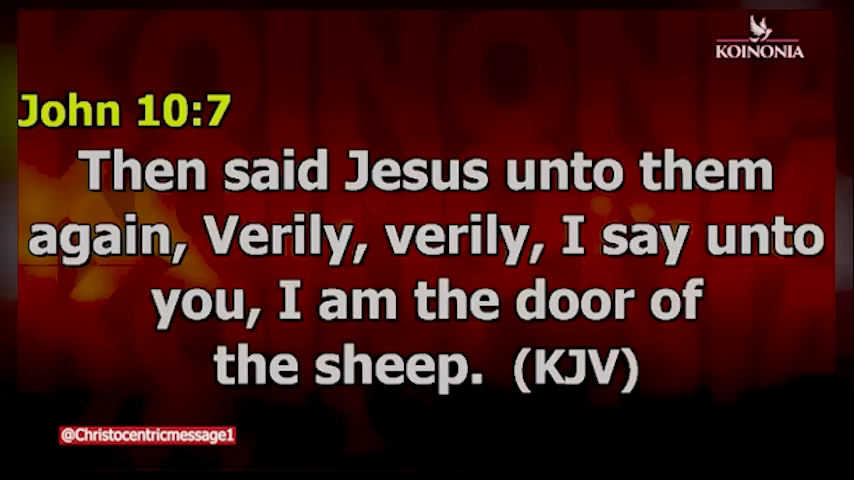 KOINONIA
John 10:7
Then said Jesus unto them
again, Verily, verily, I say unto
you, I am the door of
the sheep. (KJV)
@Christocentricmessage1